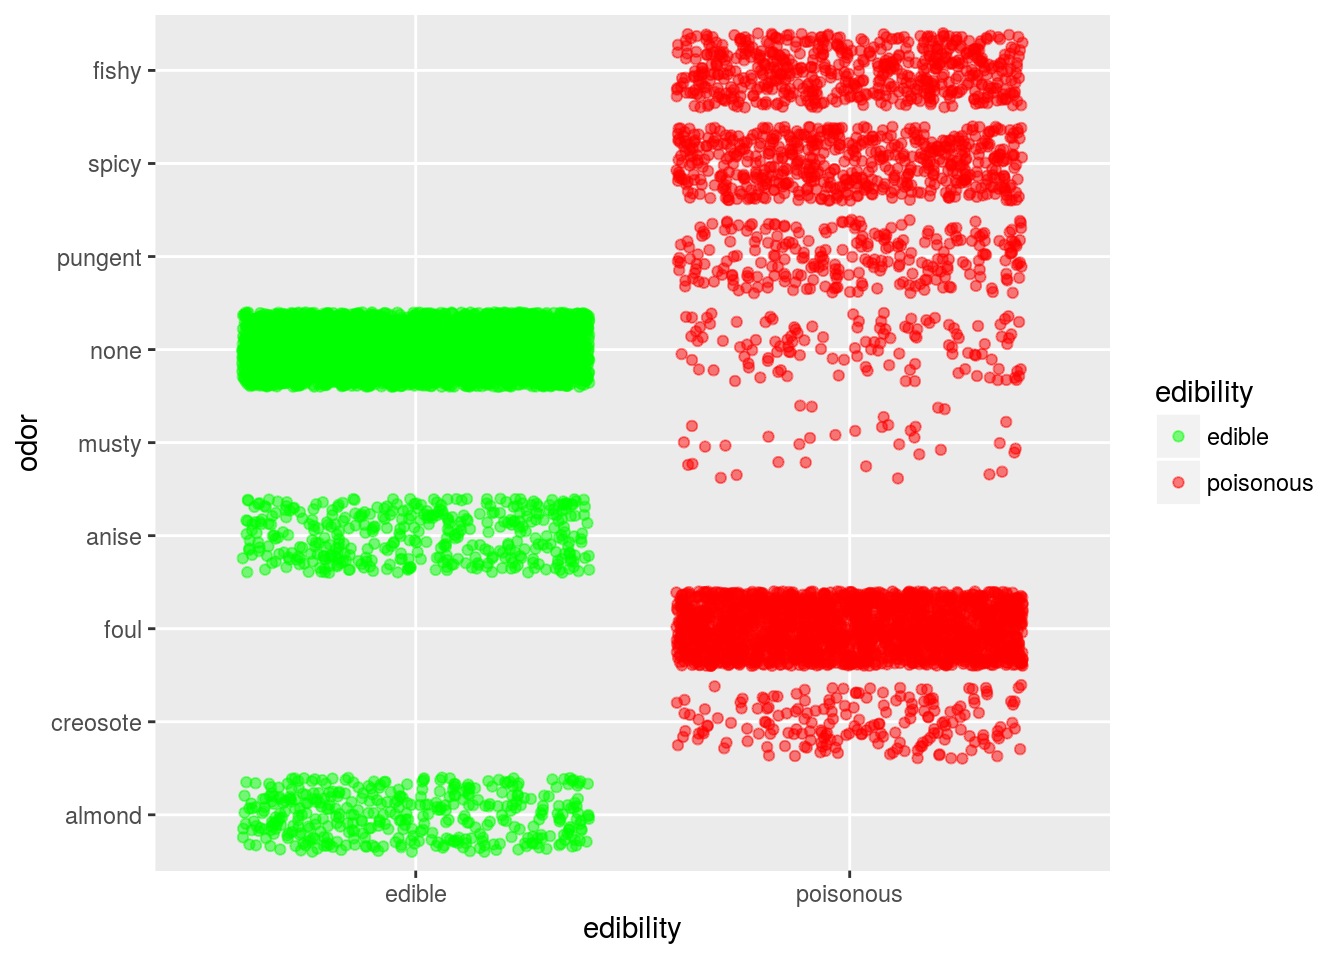 fishy
spicy
pungent
none
musty
anise
foul
creosote
almond
odor
edible
poisonous
edibility
edibility
edible
poisonous